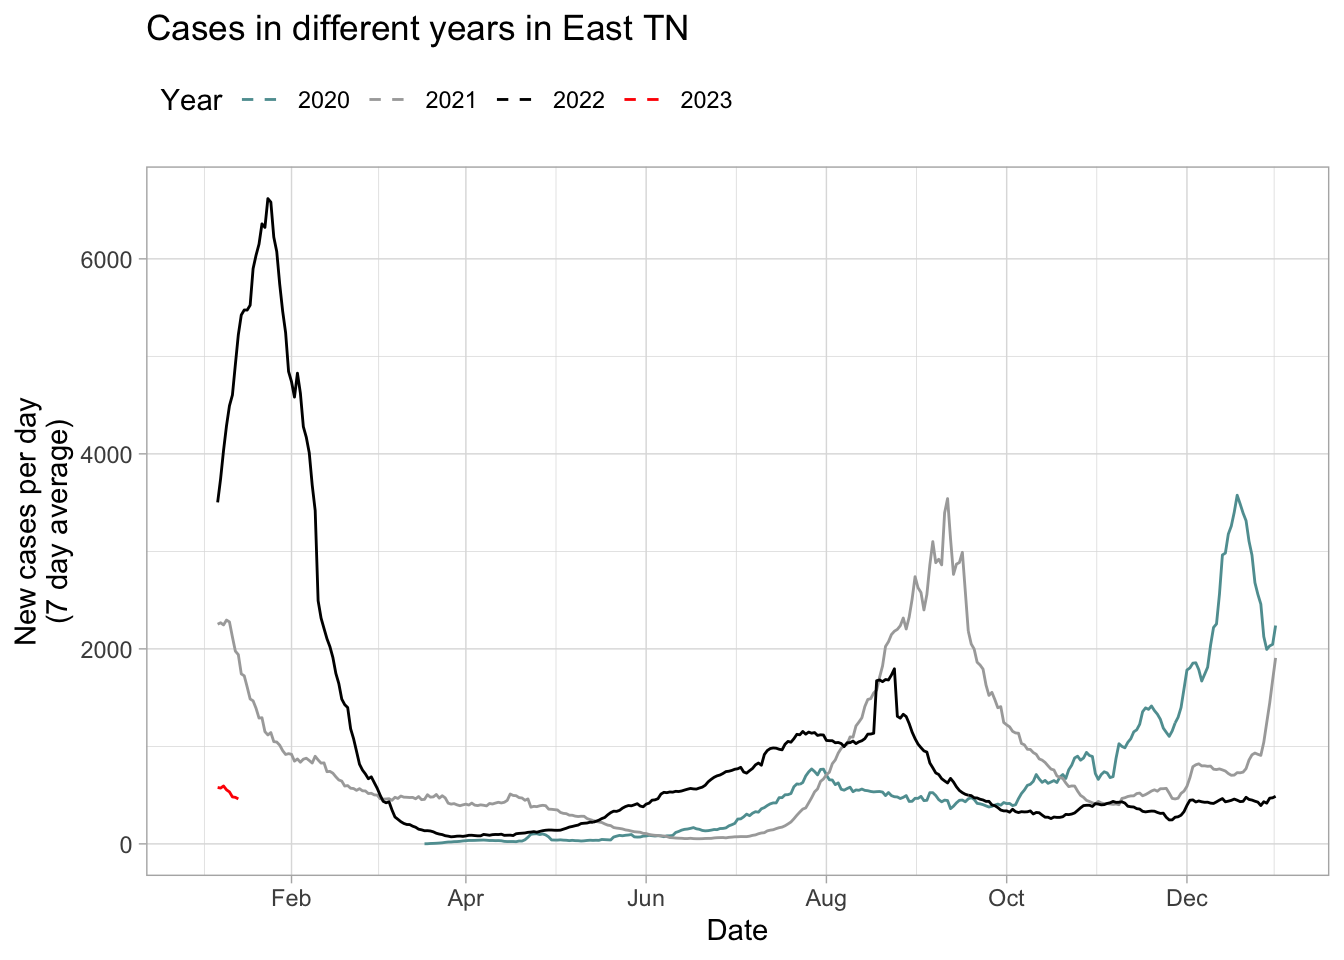 Cases in different years in East TN
Year 2020 2021 2022 2023
New cases per day
(7 day average)
6000
4000
2000
0
Feb Apr Jun Aug Oct Dec
Date